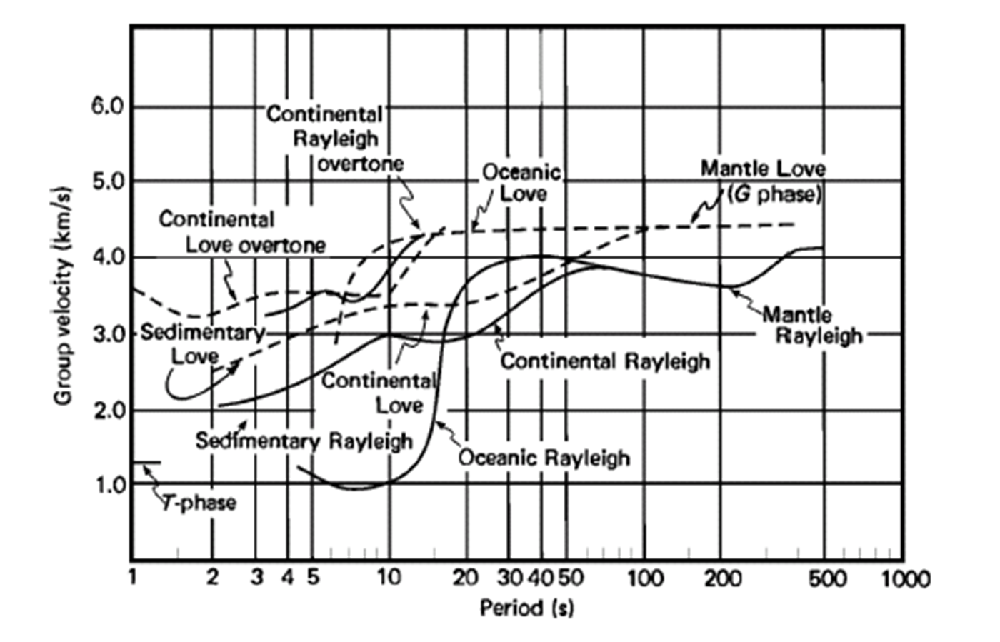 6.0
5.0
4.0
3.0
2.0
1.0
Group velocity (km/s)
Continental
Rayleigh
overtone
Oceanic
Love
Mantle Love
(G phase)
Continental
Love overtone
Sedimentary
Love
Mantle
Rayleigh
Continental Rayleigh
Continental
Love
Sedimentary Rayleigh
Oceanic Rayleigh
T-phase
1 2 3 4 5 10 20 30 40 50 100 200 500 1000
Period (s)